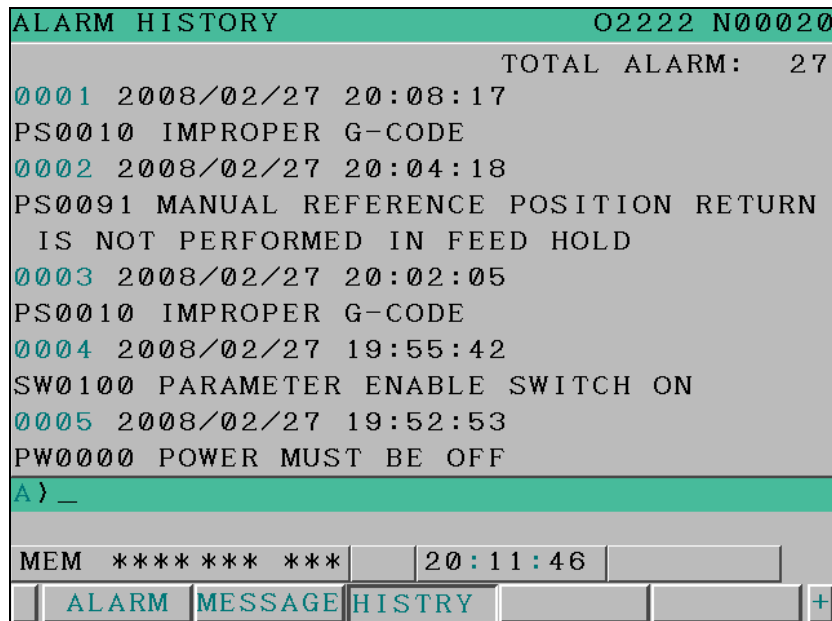 ALARM HISTORY O2222 N00020
TOTAL ALARM: 27
0001 2008/02/27 20:08:17
PS0010 IMPROPER G-CODE
0002 2008/02/27 20:04:18
PS0091 MANUAL REFERENCE POSITION RETURN
IS NOT PERFORMED IN FEED HOLD
0003 2008/02/27 20:02:05
PS0010 IMPROPER G-CODE
0004 2008/02/27 19:55:42
SW0100 PARAMETER ENABLE SWITCH ON
0005 2008/02/27 19:52:53
PW0000 POWER MUST BE OFF
A)_
MEM **** *** *** 20:11:46
ALARM MESSAGE HISTRY +